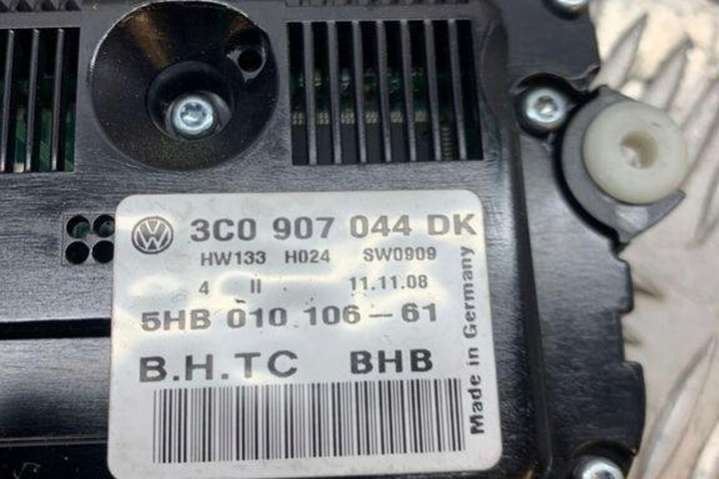 3C0 907 044 DK
HW133 H024 SW0909
4 II 11.11.08
5HB 010 106-61
B.H.TC BHB
Made in Germany